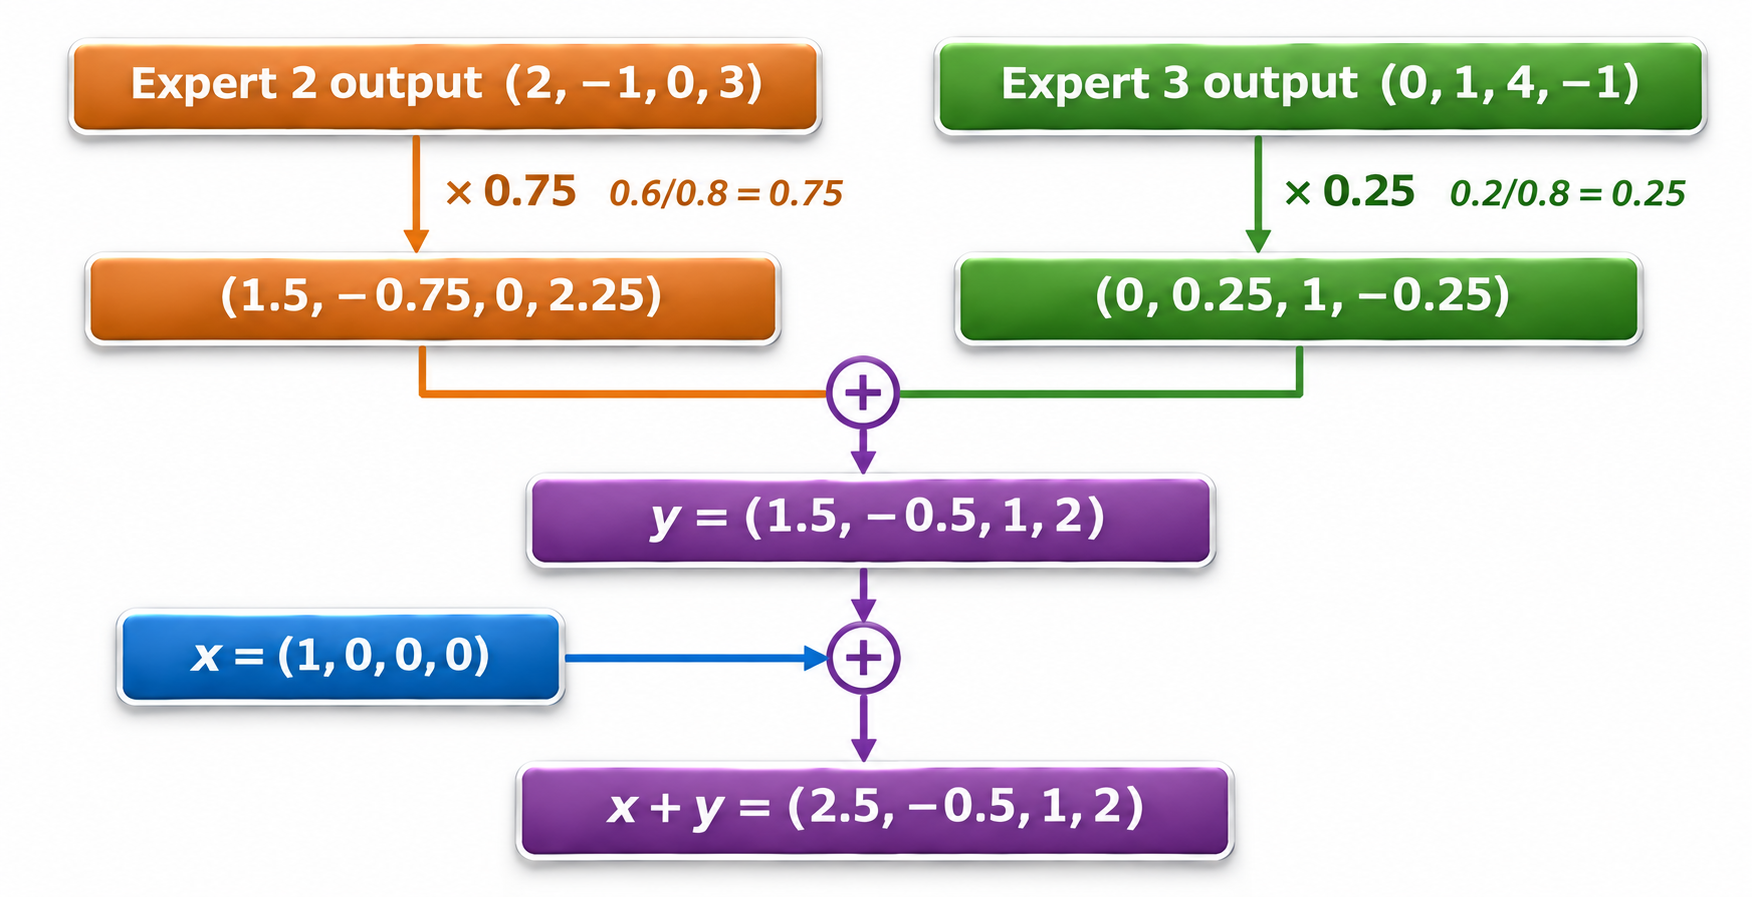 Expert 2 output (2, −1, 0, 3)
Expert 3 output (0, 1, 4, −1)
× 0.75 0.6/0.8 = 0.75
× 0.25 0.2/0.8 = 0.25
(1.5, −0.75, 0, 2.25)
(0, 0.25, 1, −0.25)
+
y = (1.5, −0.5, 1, 2)
x = (1, 0, 0, 0)
+
x + y = (2.5, −0.5, 1, 2)